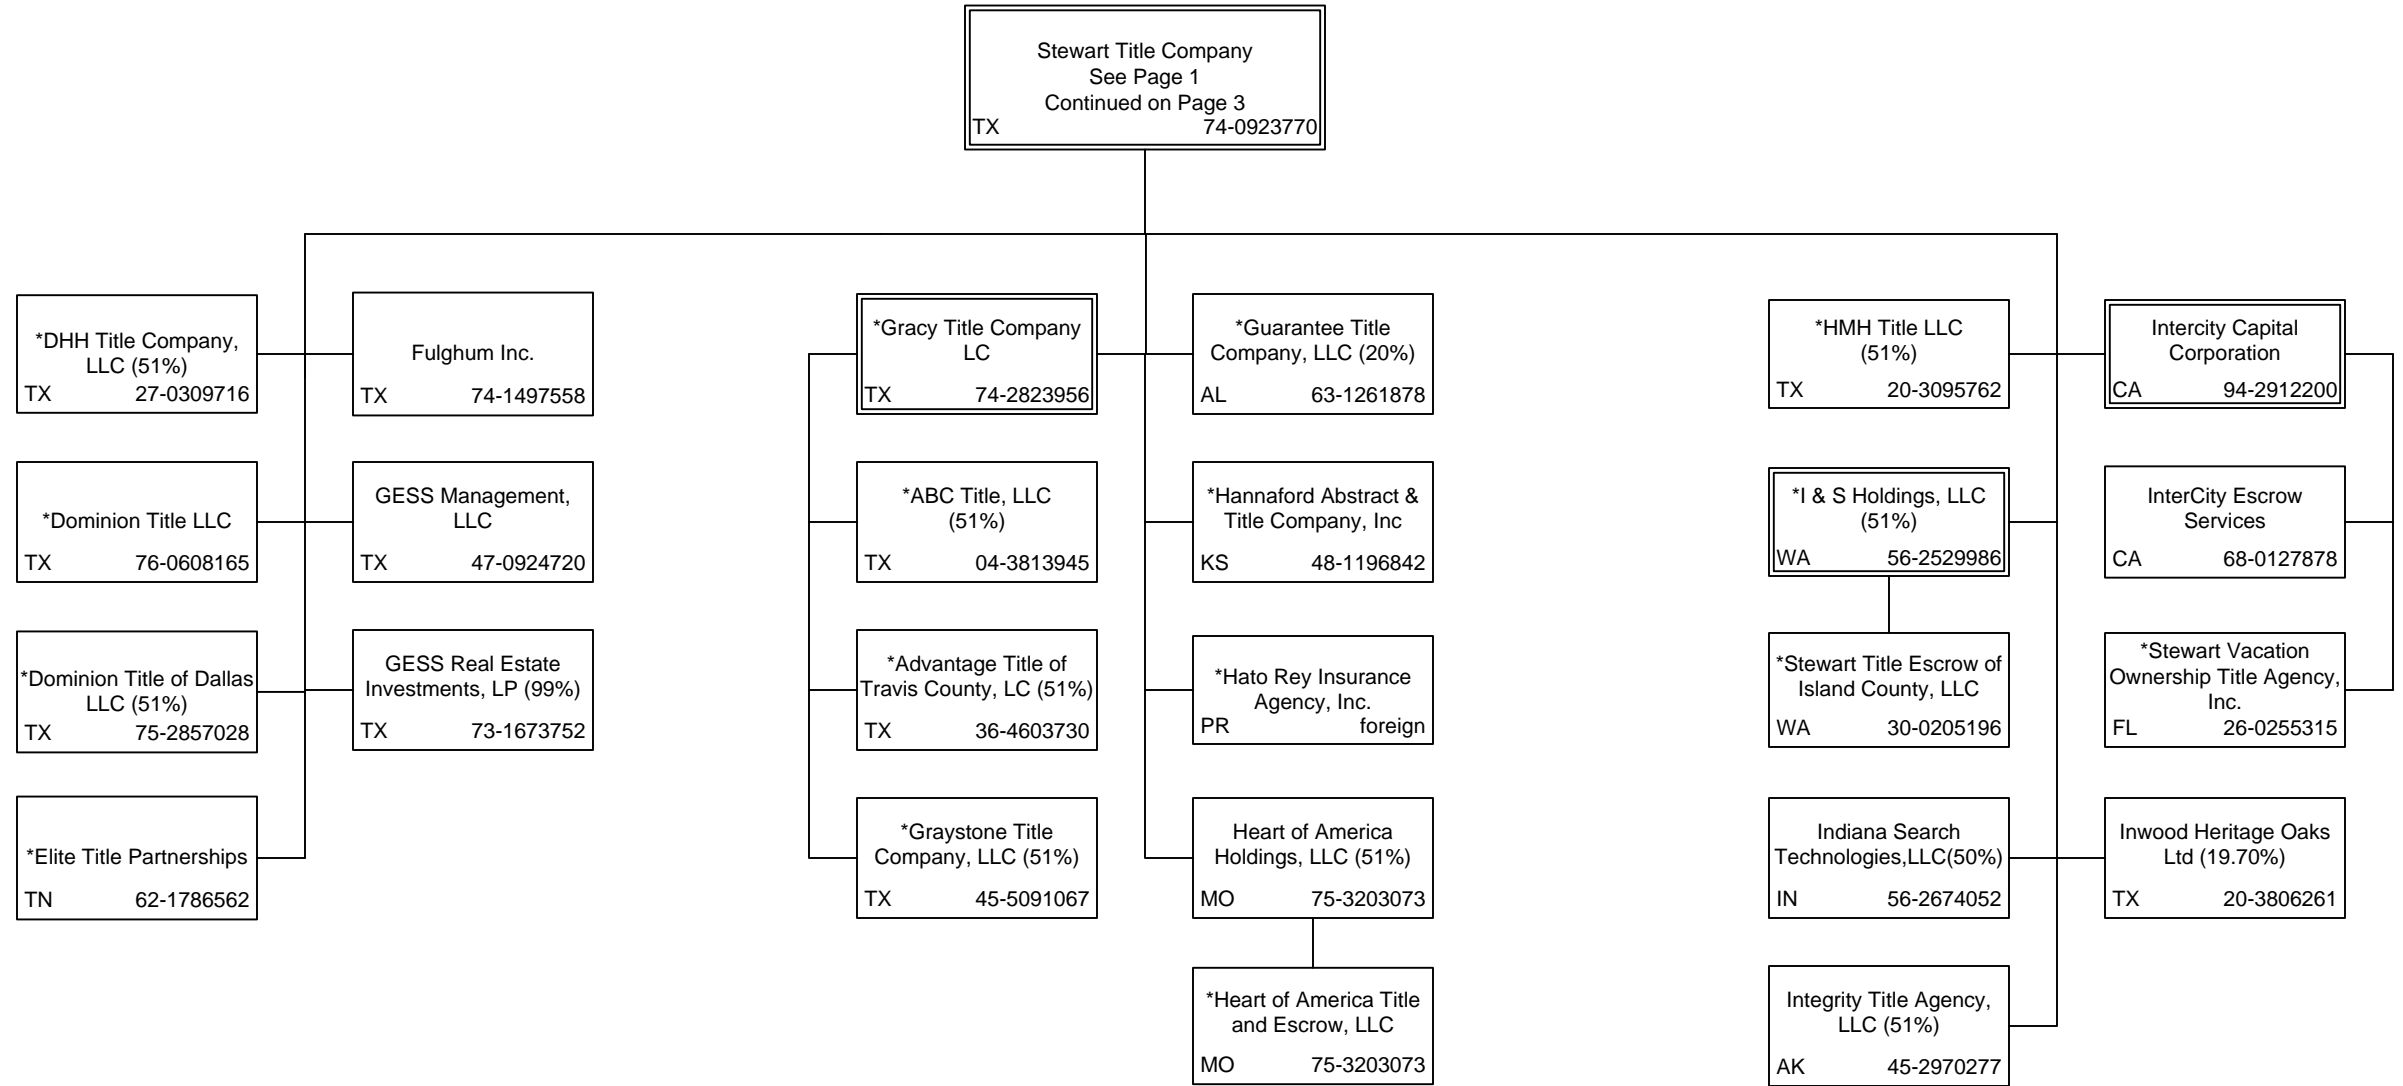 Stewart Title Company
See Page 1
Continued on Page 3
TX 74-0923770
*DHH Title Company,
LLC (51%)
TX 27-0309716
Fulghum Inc.
TX 74-1497558
*Gracy Title Company
LC
TX 74-2823956
*Guarantee Title
Company, LLC (20%)
AL 63-1261878
*HMH Title LLC
(51%)
TX 20-3095762
Intercity Capital
Corporation
CA 94-2912200
*Dominion Title LLC
TX 76-0608165
GESS Management,
LLC
TX 47-0924720
*ABC Title, LLC
(51%)
TX 04-3813945
*Hannaford Abstract &
Title Company, Inc
KS 48-1196842
*I & S Holdings, LLC
(51%)
WA 56-2529986
InterCity Escrow
Services
CA 68-0127878
*Dominion Title of Dallas
LLC (51%)
TX 75-2857028
GESS Real Estate
Investments, LP (99%)
TX 73-1673752
*Advantage Title of
Travis County, LC (51%)
TX 36-4603730
*Hato Rey Insurance
Agency, Inc.
PR foreign
*Stewart Title Escrow of
Island County, LLC
WA 30-0205196
*Stewart Vacation
Ownership Title Agency,
Inc.
FL 26-0255315
*Elite Title Partnerships
TN 62-1786562
*Graystone Title
Company, LLC (51%)
TX 45-5091067
Heart of America
Holdings, LLC (51%)
MO 75-3203073
Indiana Search
Technologies,LLC(50%)
IN 56-2674052
Inwood Heritage Oaks
Ltd (19.70%)
TX 20-3806261
*Heart of America Title
and Escrow, LLC
MO 75-3203073
Integrity Title Agency,
LLC (51%)
AK 45-2970277